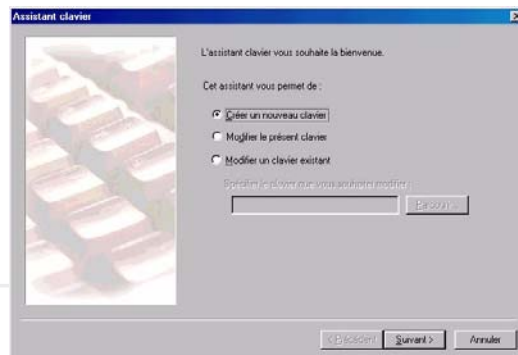 Assistant clavier
L'assistant clavier vous souhaite la bienvenue.
Cet assistant vous permet de :
Créer un nouveau clavier
Modifier le présent clavier
Modifier un clavier existant
Spécifier le clavier que vous souhaitez modifier :
Parcourir...
< Précédent
Suivant >
Annuler